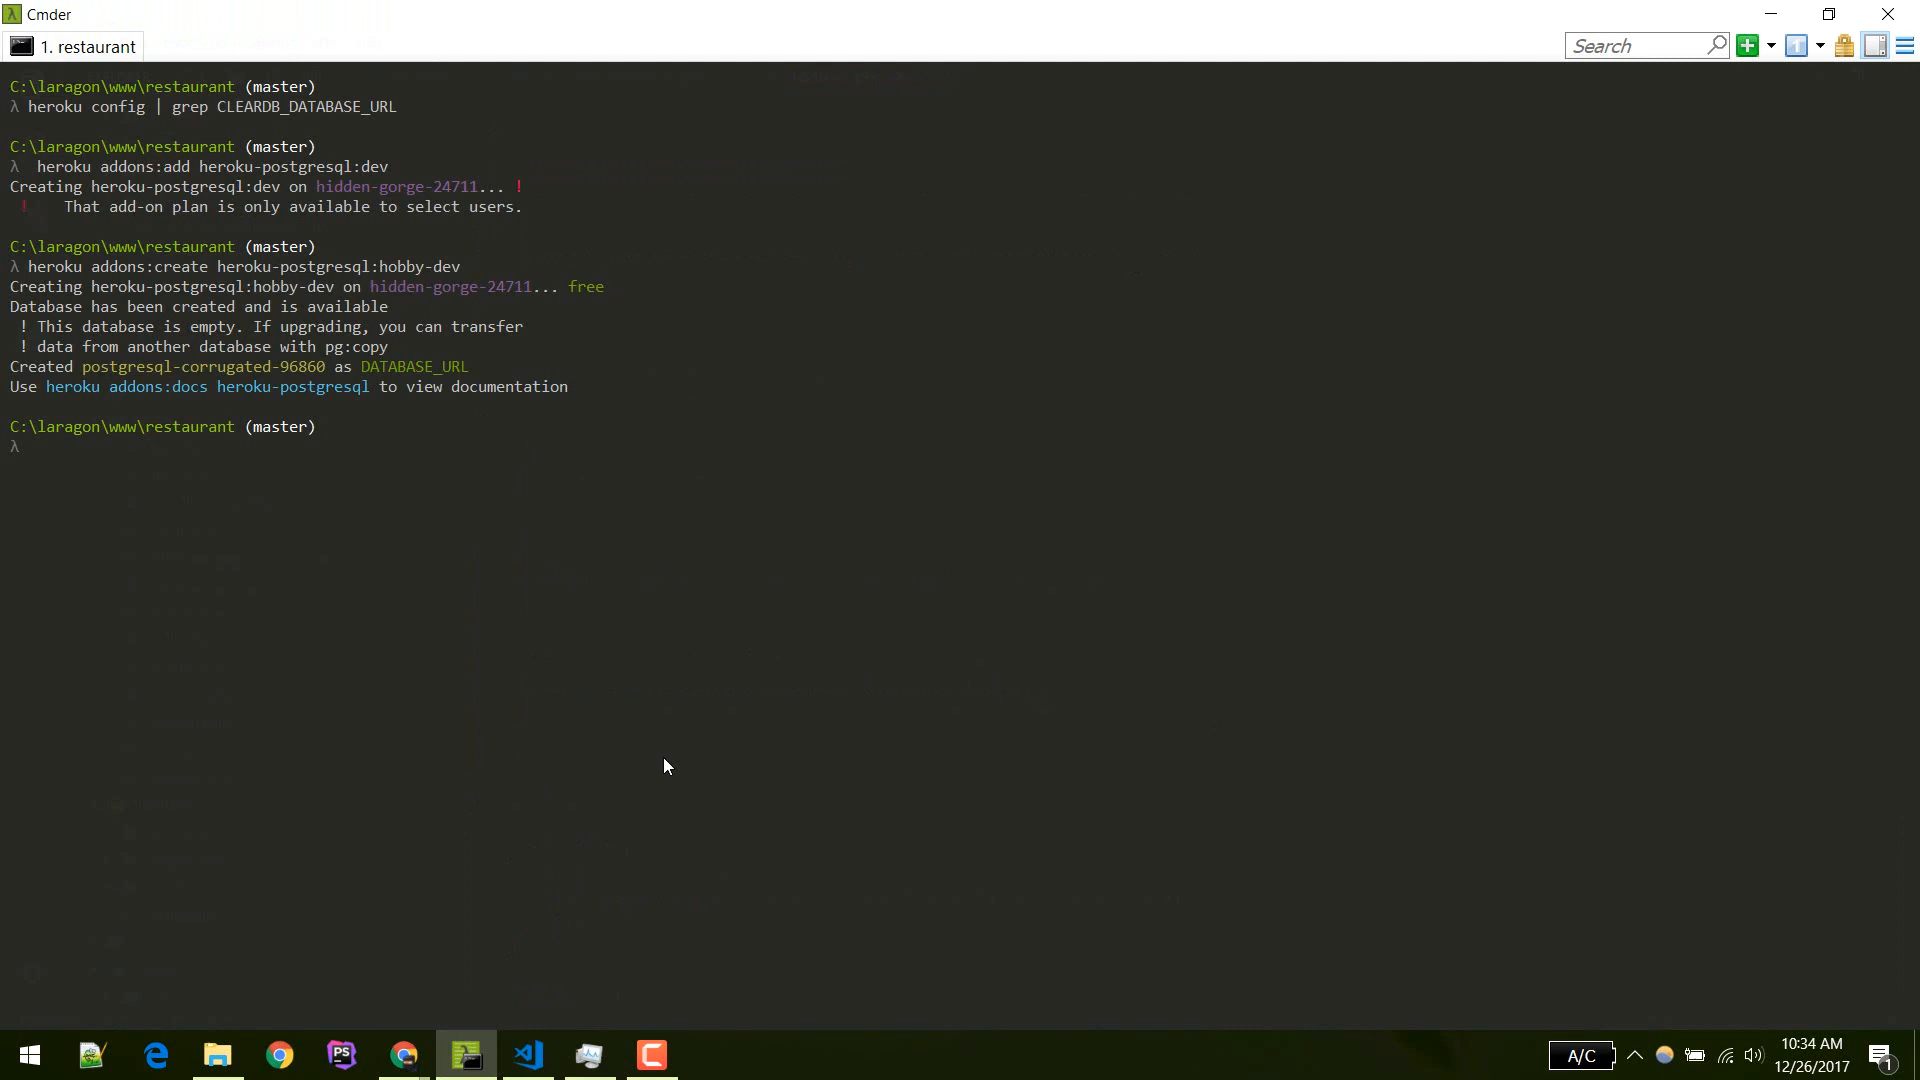 Cmder
1. restaurant
Search
C:\laragon\www\restaurant (master)
λ heroku config | grep CLEARDB_DATABASE_URL
C:\laragon\www\restaurant (master)
λ  heroku addons:add heroku-postgresql:dev
Creating heroku-postgresql:dev on hidden-gorge-24711... !
 !    That add-on plan is only available to select users.
C:\laragon\www\restaurant (master)
λ heroku addons:create heroku-postgresql:hobby-dev
Creating heroku-postgresql:hobby-dev on hidden-gorge-24711... free
Database has been created and is available
 ! This database is empty. If upgrading, you can transfer
 ! data from another database with pg:copy
Created postgresql-corrugated-96860 as DATABASE_URL
Use heroku addons:docs heroku-postgresql to view documentation
C:\laragon\www\restaurant (master)
λ
PS
A/C
10:34 AM
12/26/2017
1